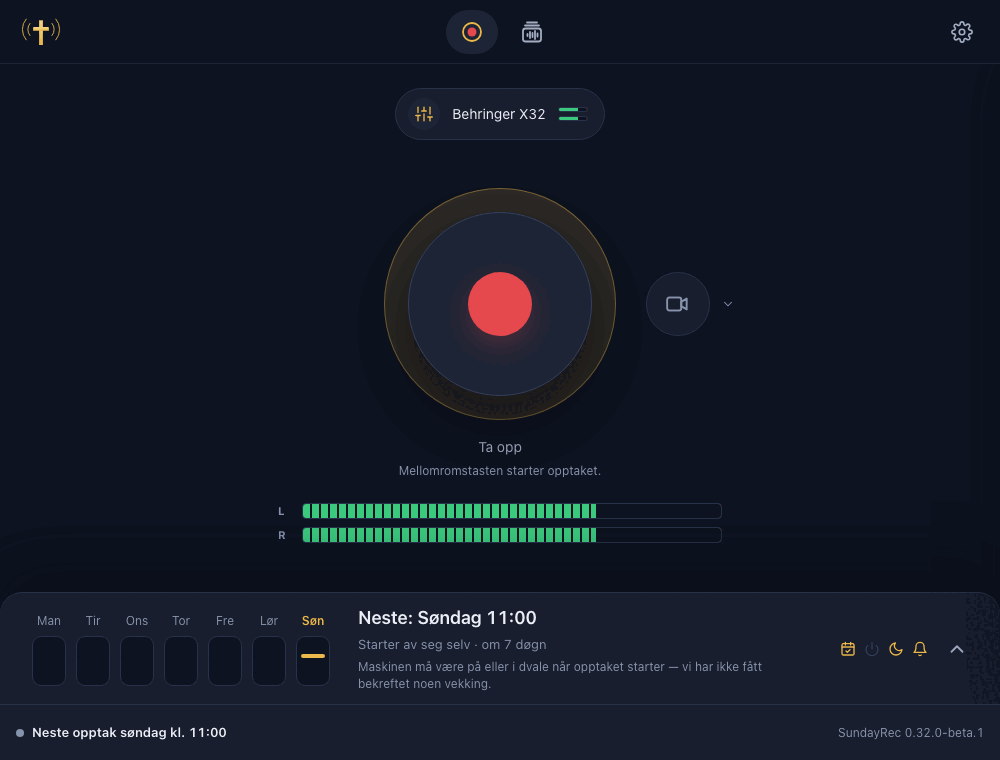 Behringer X32
Ta opp
Mellomromstasten starter opptaket.
L
R
Man Tir Ons Tor Fre Lør Søn
Neste: Søndag 11:00
Starter av seg selv · om 7 døgn
Maskinen må være på eller i dvale når opptaket starter — vi har ikke fått
bekreftet noen vekking.
Neste opptak søndag kl. 11:00
SundayRec 0.32.0-beta.1